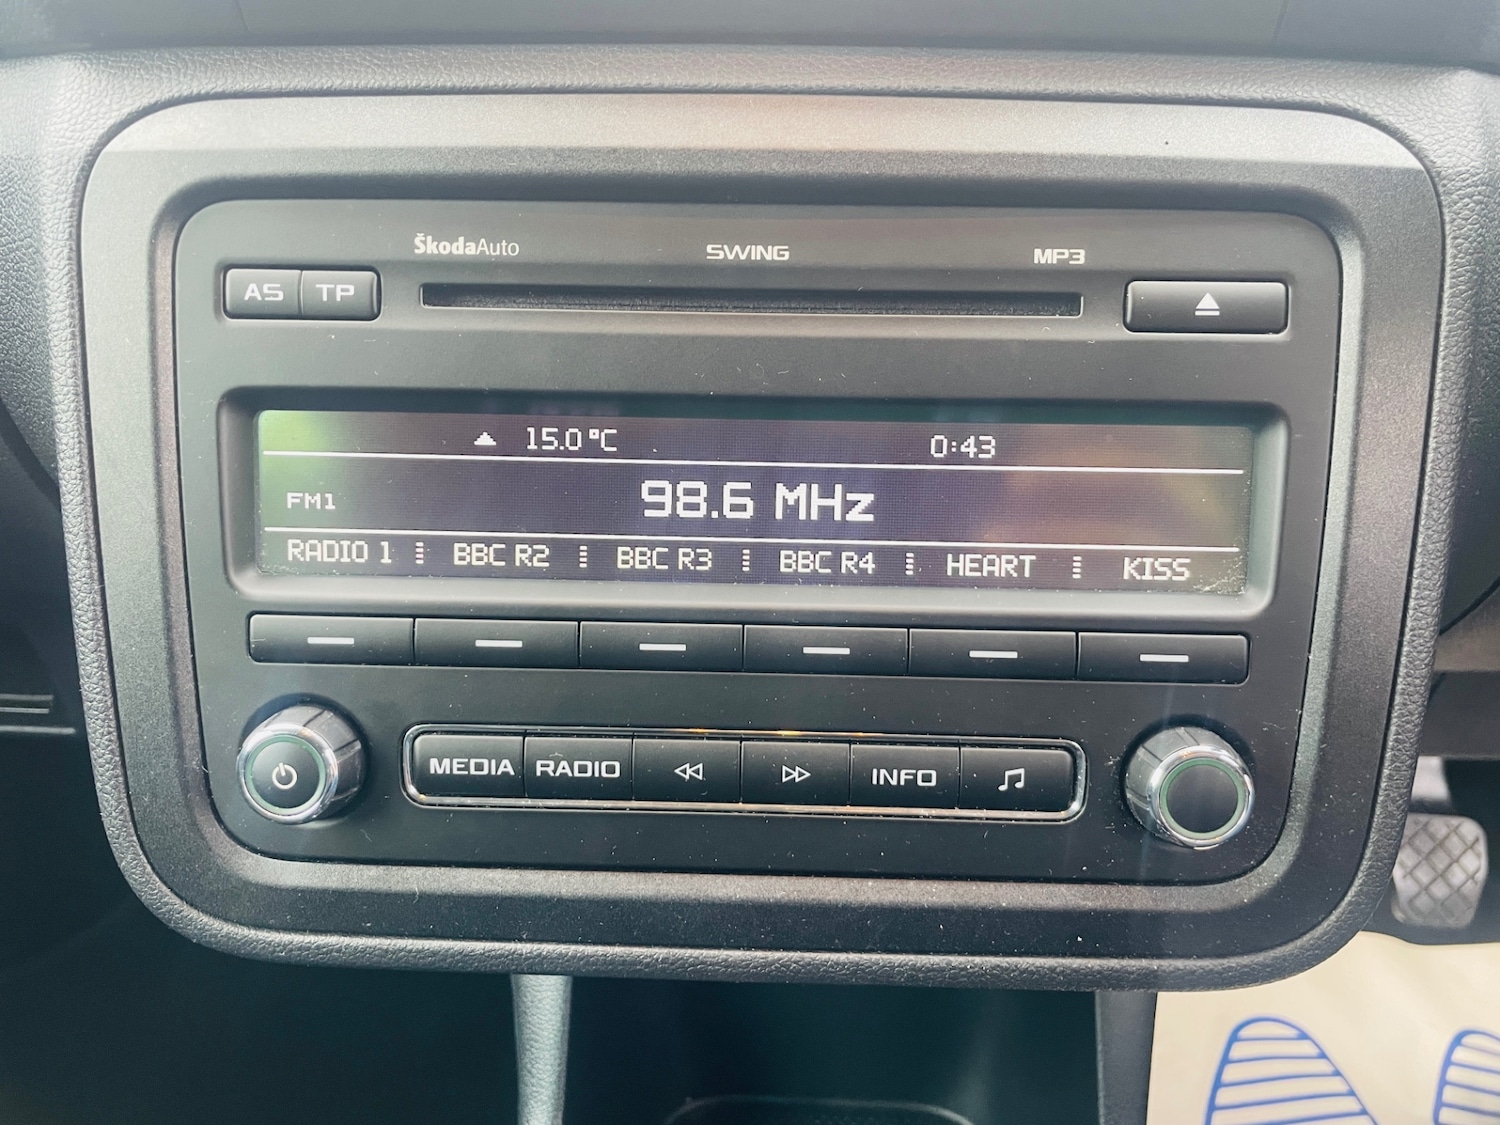 ŠkodaAuto SWING MP3
AS TP
15.0°C 0:43
FM1 98.6 MHz
RADIO 1 BBC R2 BBC R3 BBC R4 HEART KISS
MEDIA RADIO INFO